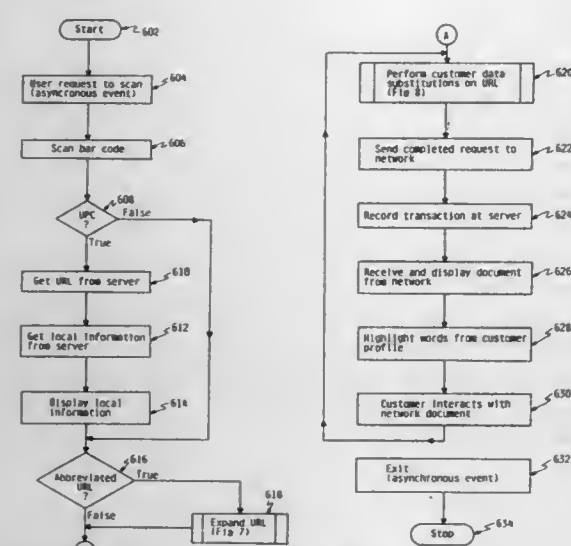 Start
602
User request to scan
(asyncronous event)
604
Scan bar code
606
UPC
?
608
False
True
Get URL from server
610
Get local information
from server
612
Display local
information
614
Abbreviated
URL
?
616
True
False
Expand URL
(Fig 7)
618
A
Perform customer data
substitutions on URL
(Fig 8)
620
Send completed request to
network
622
Record transaction at server
624
Receive and display document
from network
626
Highlight words from customer
profile
628
Customer interacts with
network document
630
Exit
(asynchronous event)
632
Stop
634